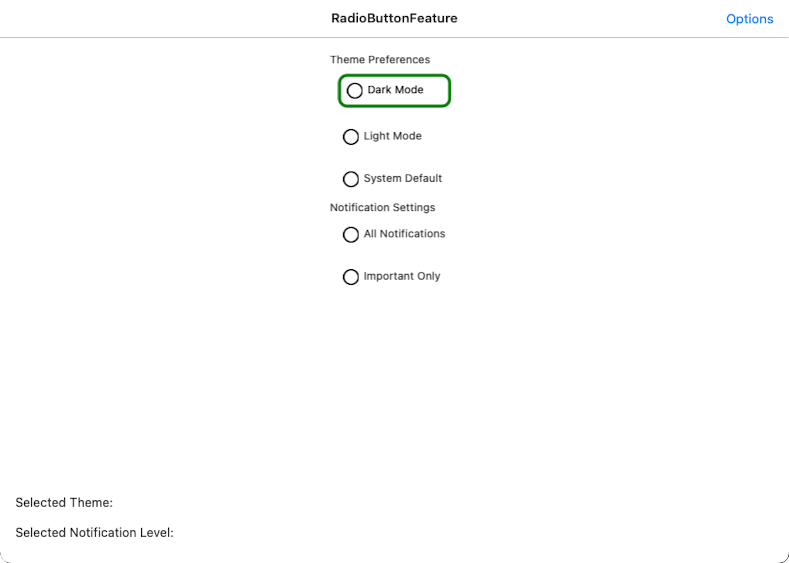 RadioButtonFeature
Options
Theme Preferences
Dark Mode
Light Mode
System Default
Notification Settings
All Notifications
Important Only
Selected Theme:
Selected Notification Level: